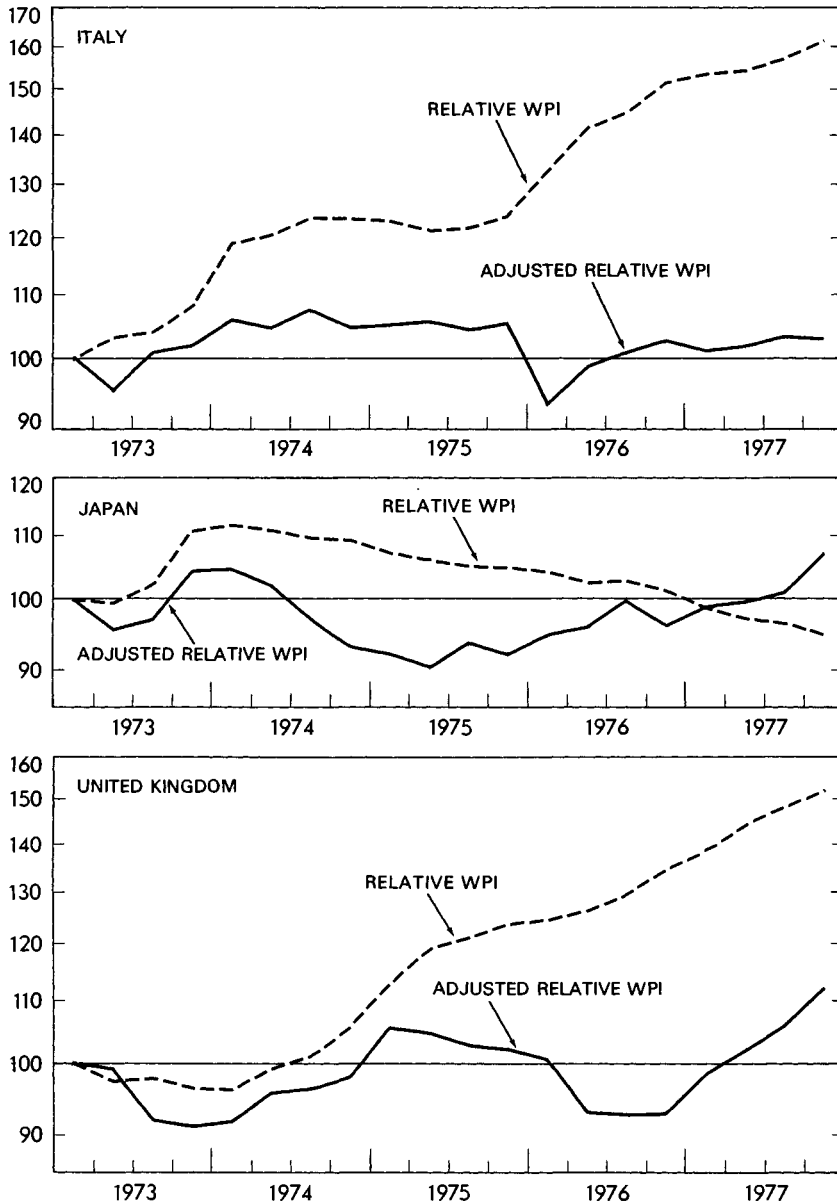 170
ITALY
160
150
RELATIVE WPI
140
130
120
ADJUSTED RELATIVE WPI
110
100
90
1973 1974 1975 1976 1977
120
JAPAN
RELATIVE WPI
110
100
ADJUSTED RELATIVE WPI
90
1973 1974 1975 1976 1977
160
UNITED KINGDOM
150
140
RELATIVE WPI
130
120
ADJUSTED RELATIVE WPI
110
100
90
1973 1974 1975 1976 1977